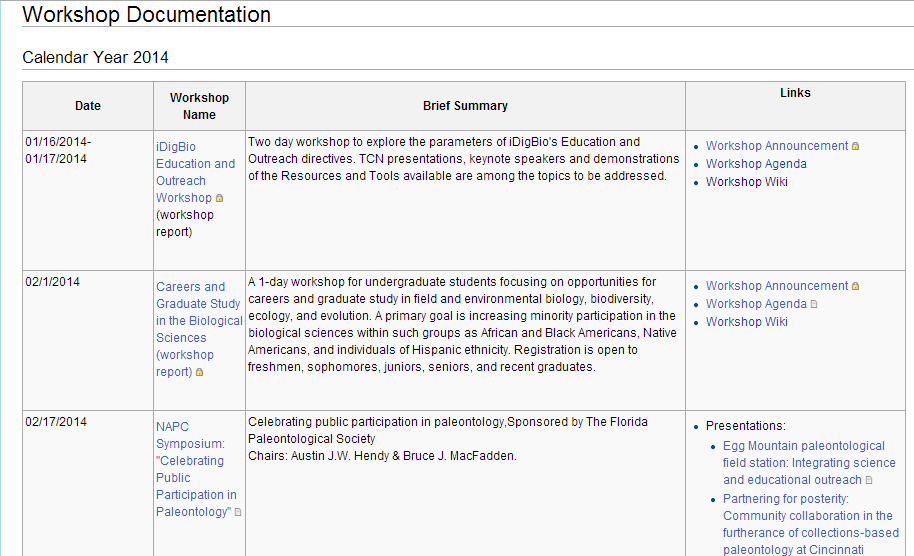 Workshop Documentation
Calendar Year 2014
Date
Workshop
Name
Brief Summary
Links
01/16/2014-
01/17/2014
iDigBio
Education and
Outreach
Workshop
(workshop
report)
Two day workshop to explore the parameters of iDigBio's Education and
Outreach directives. TCN presentations, keynote speakers and demonstrations
of the Resources and Tools available are among the topics to be addressed.
Workshop Announcement
Workshop Agenda
Workshop Wiki
02/1/2014
Careers and
Graduate Study
in the Biological
Sciences
(workshop
report)
A 1-day workshop for undergraduate students focusing on opportunities for
careers and graduate study in field and environmental biology, biodiversity,
ecology, and evolution. A primary goal is increasing minority participation in the
biological sciences within such groups as African and Black Americans, Native
Americans, and individuals of Hispanic ethnicity. Registration is open to
freshmen, sophomores, juniors, seniors, and recent graduates.
Workshop Announcement
Workshop Agenda
Workshop Wiki
02/17/2014
NAPC
Symposium:
"Celebrating
Public
Participation in
Paleontology"
Celebrating public participation in paleontology,Sponsored by The Florida
Paleontological Society
Chairs: Austin J.W. Hendy & Bruce J. MacFadden.
Presentations:
Egg Mountain paleontological
field station: Integrating science
and educational outreach
Partnering for posterity:
Community collaboration in the
furtherance of collections-based
paleontology at Cincinnati